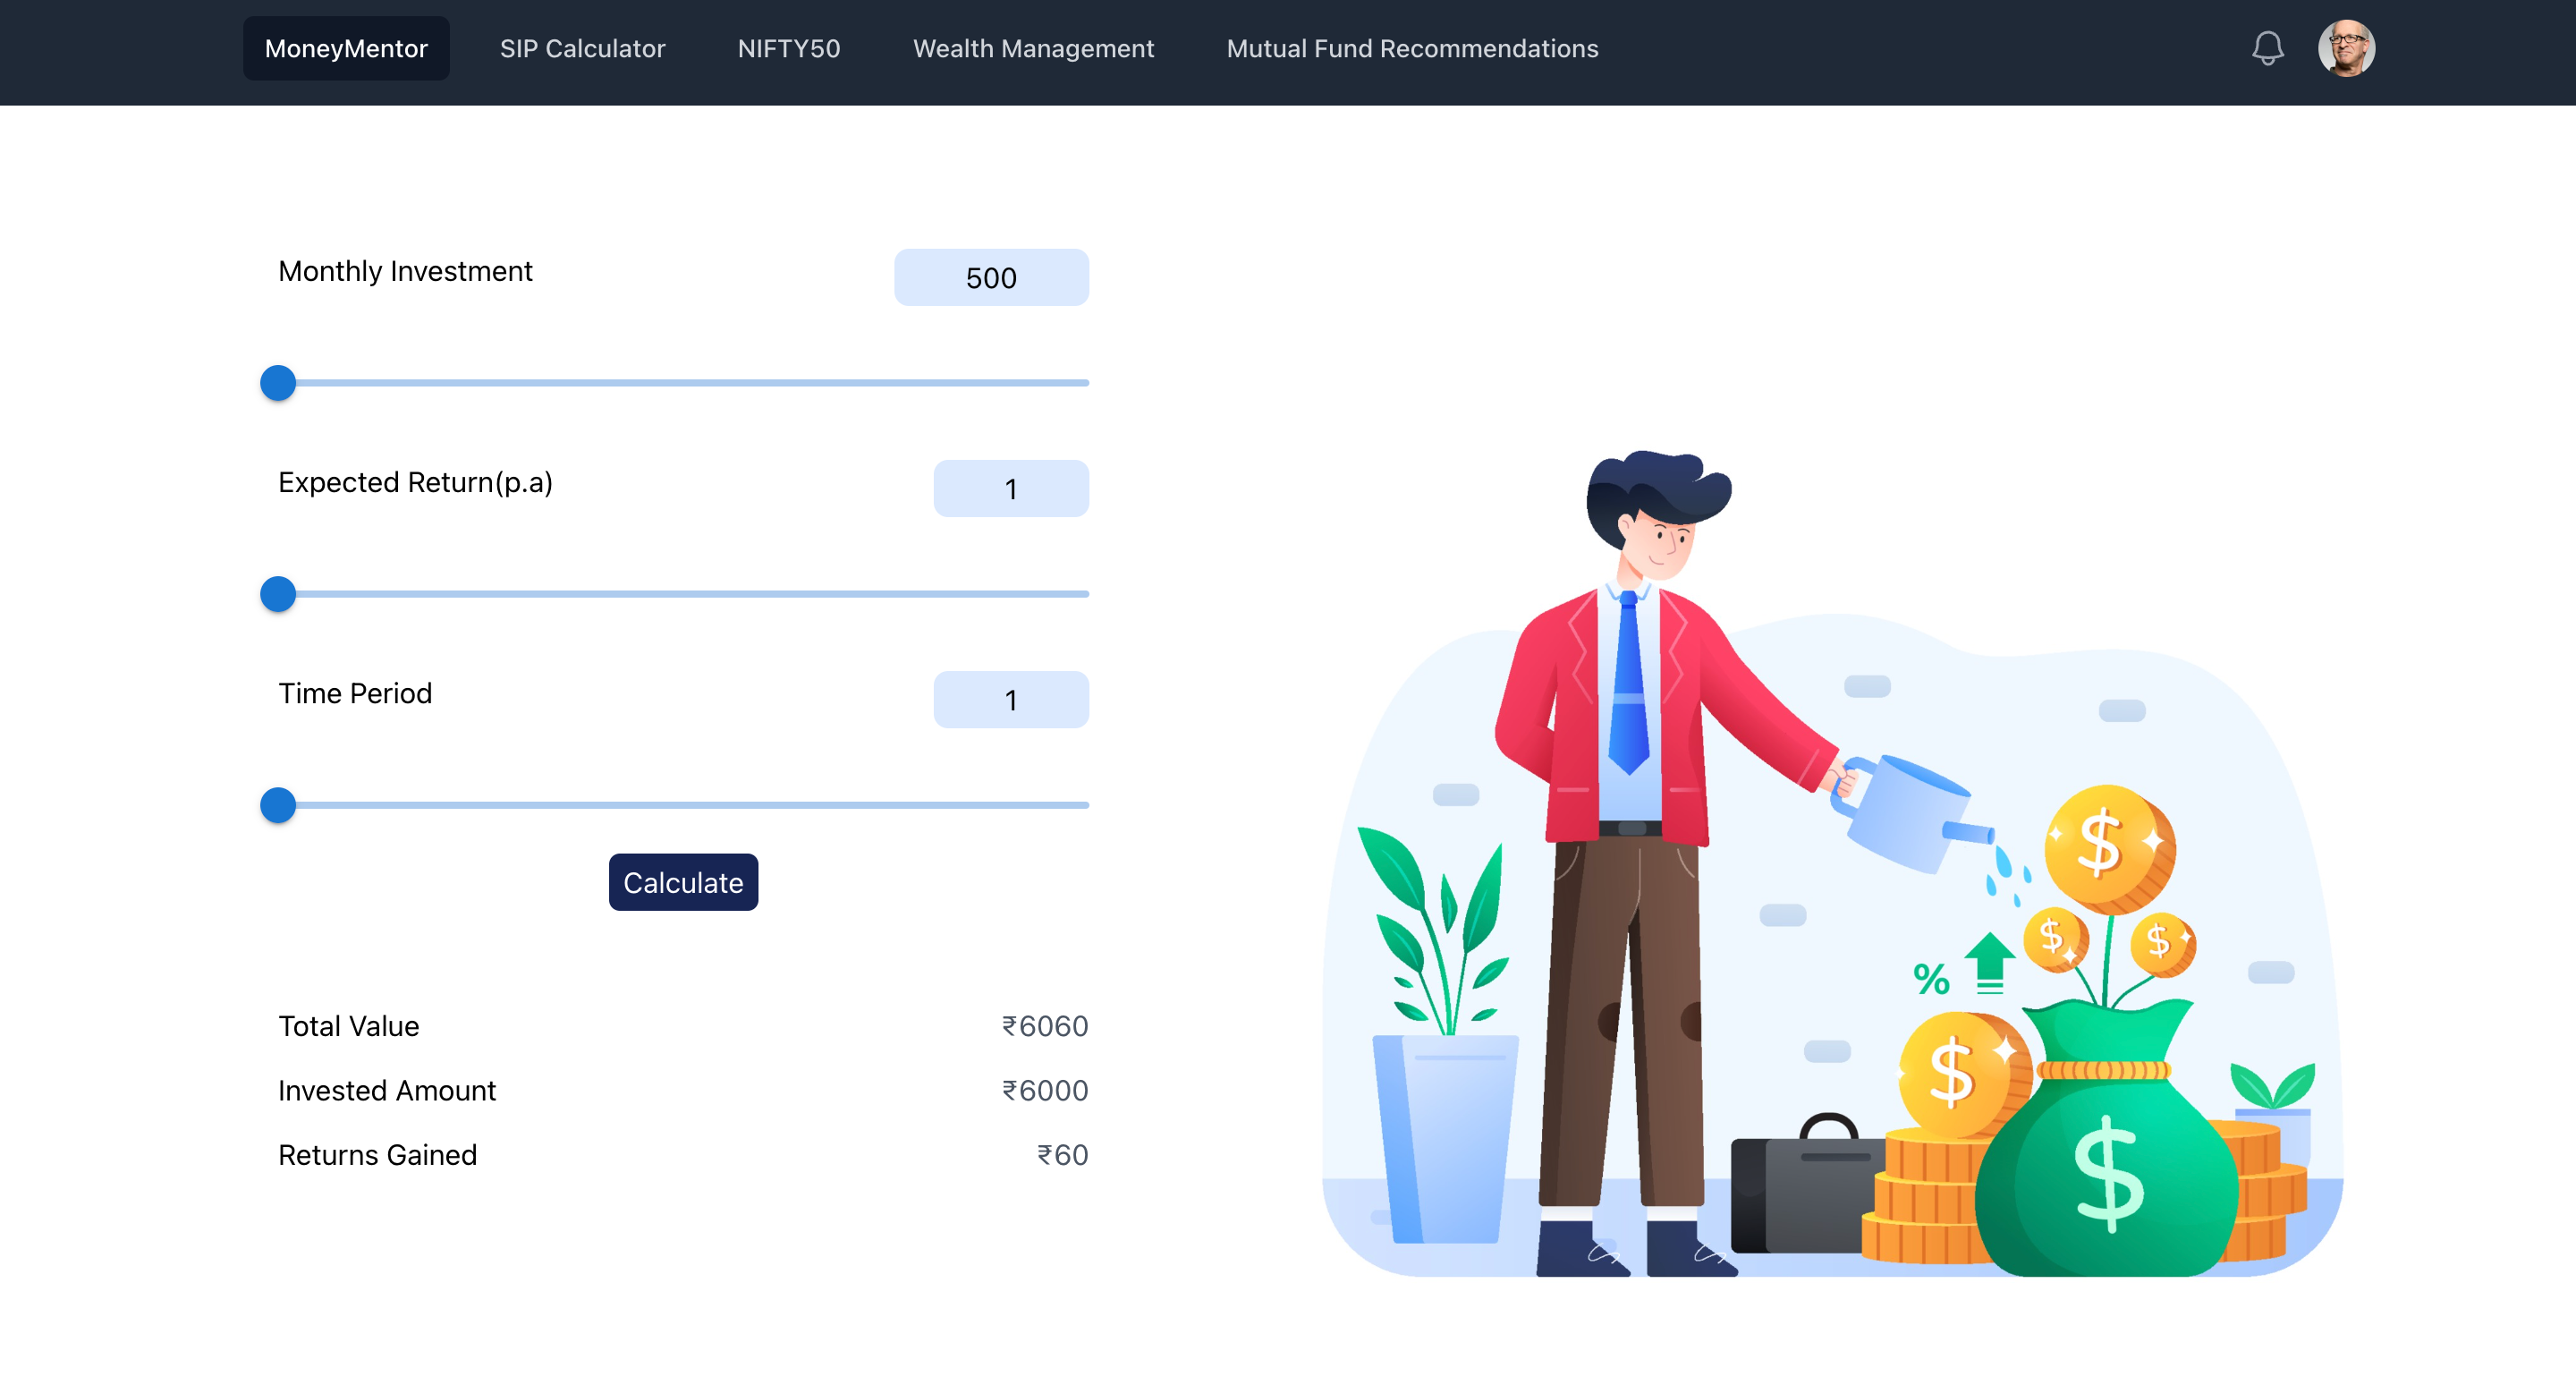 MoneyMentor SIP Calculator NIFTY50 Wealth Management Mutual Fund Recommendations
Monthly Investment 500
Expected Return(p.a) 1
Time Period 1
Calculate
Total Value ₹6060
Invested Amount ₹6000
Returns Gained ₹60
$
$ $
%
$
$